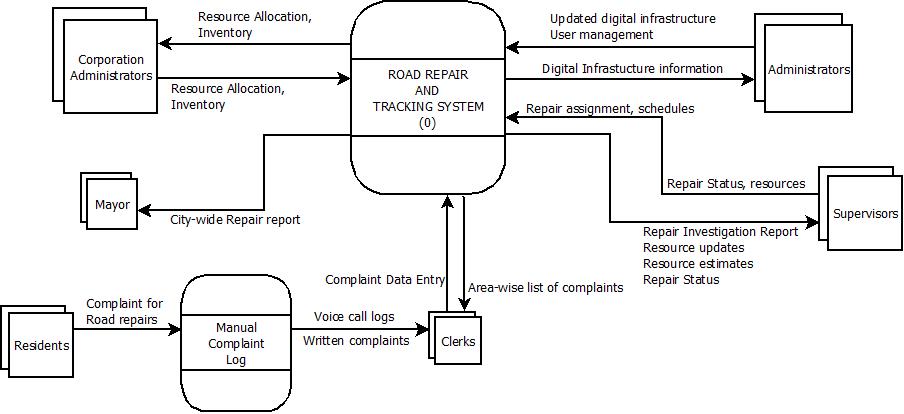 Resource Allocation,
Inventory
Updated digital infrastructure
User management
Corporation
Administrators
ROAD REPAIR
AND
TRACKING SYSTEM
(0)
Digital Infrastucture information
Administrators
Resource Allocation,
Inventory
Repair assignment, schedules
Repair Status, resources
Mayor
City-wide Repair report
Supervisors
Repair Investigation Report
Resource updates
Resource estimates
Repair Status
Complaint Data Entry
Area-wise list of complaints
Complaint for
Road repairs
Residents
Manual
Complaint
Log
Voice call logs
Written complaints
Clerks